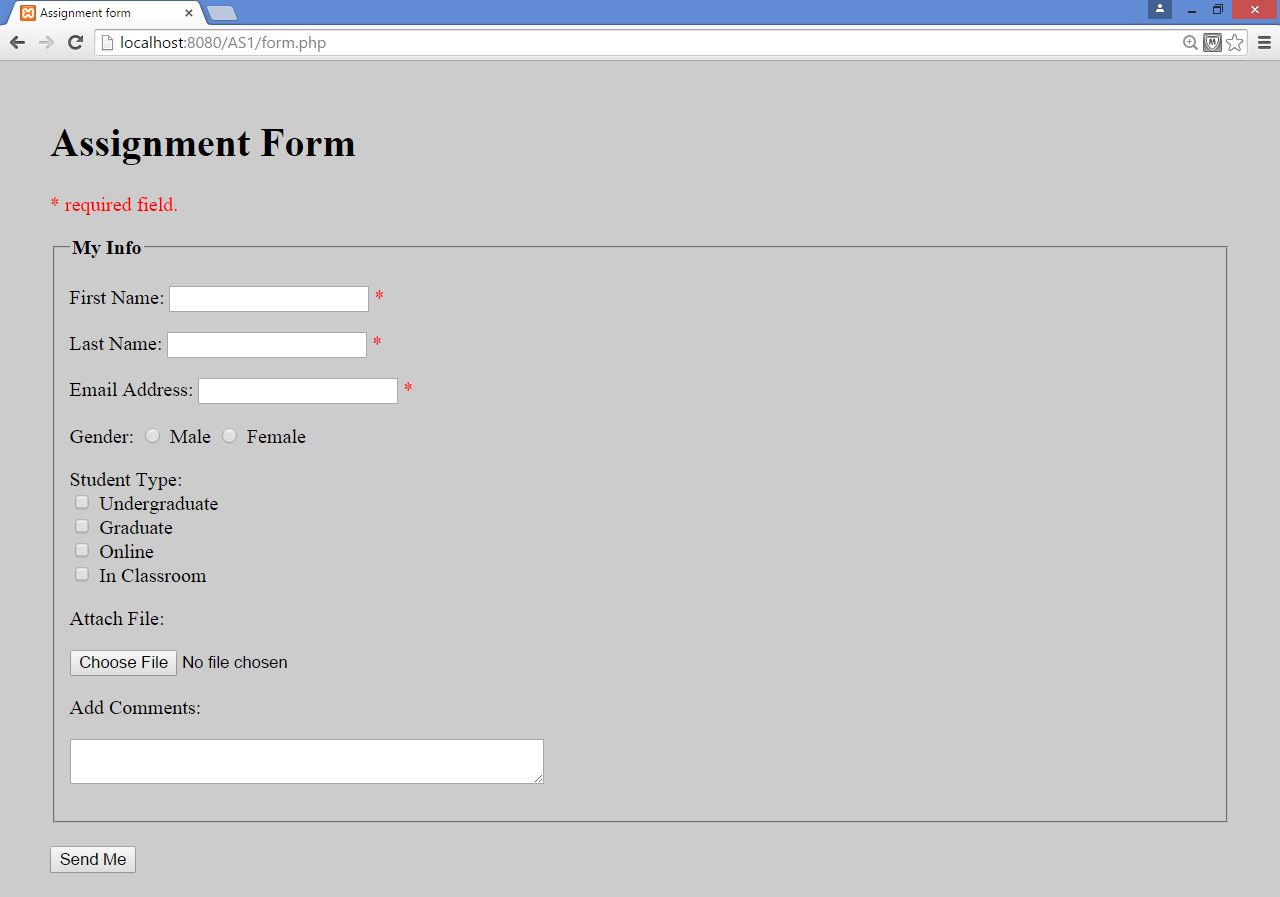 Assignment form
localhost:8080/AS1/form.php
Assignment Form
* required field.
My Info
First Name: *
Last Name: *
Email Address: *
Gender: Male Female
Student Type:
Undergraduate
Graduate
Online
In Classroom
Attach File:
Choose File No file chosen
Add Comments:
Send Me